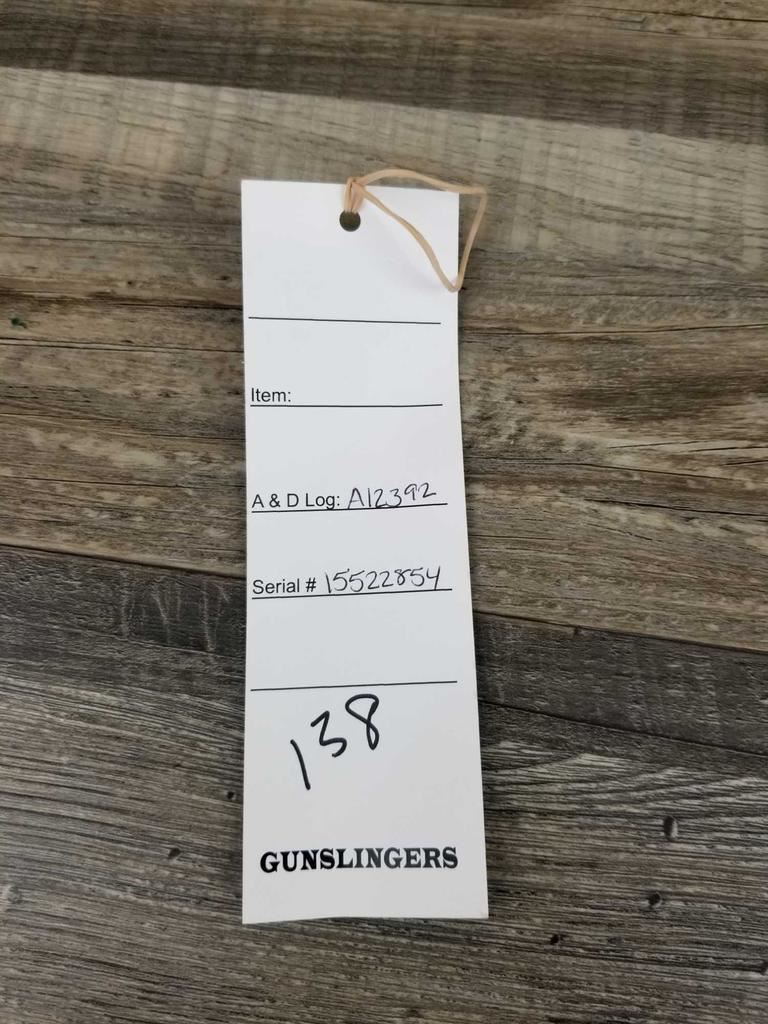 Item:
A & D Log: A12392
Serial # 15522854
138
GUNSLINGERS